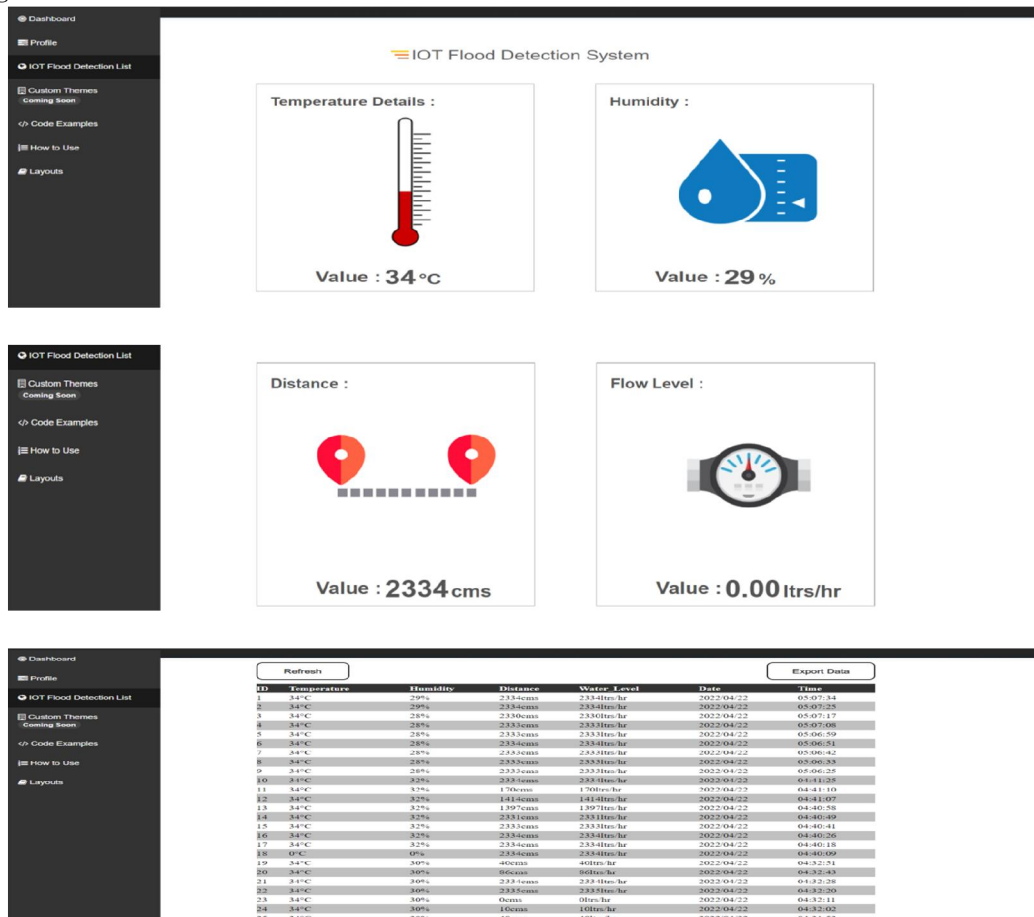 Dashboard
Profile
IOT Flood Detection List
Custom Themes
Coming Soon
</> Code Examples
How to Use
Layouts
IOT Flood Detection System
Temperature Details :
Value : 34 °C
Humidity :
Value : 29 %
IOT Flood Detection List
Custom Themes
Coming Soon
</> Code Examples
How to Use
Layouts
Distance :
Value : 2334 cms
Flow Level :
Value : 0.00 ltrs/hr
Dashboard
Profile
IOT Flood Detection List
Custom Themes
Coming Soon
</> Code Examples
How to Use
Layouts
Refresh
Export Data
ID Temperature Humidity Distance Water_Level Date Time
1 34°C 29% 2334cms 2334ltrs/hr 2022/04/22 05:07:34
2 34°C 29% 2334cms 2334ltrs/hr 2022/04/22 05:07:25
3 34°C 28% 2330cms 2330ltrs/hr 2022/04/22 05:07:17
4 34°C 28% 2333cms 2333ltrs/hr 2022/04/22 05:07:08
5 34°C 28% 2333cms 2333ltrs/hr 2022/04/22 05:06:59
6 34°C 28% 2334cms 2334ltrs/hr 2022/04/22 05:06:51
7 34°C 28% 2333cms 2333ltrs/hr 2022/04/22 05:06:42
8 34°C 28% 2333cms 2333ltrs/hr 2022/04/22 05:06:33
9 34°C 28% 2333cms 2333ltrs/hr 2022/04/22 05:06:25
10 34°C 32% 2334cms 2334ltrs/hr 2022/04/22 04:41:25
11 34°C 32% 170cms 170ltrs/hr 2022/04/22 04:41:10
12 34°C 32% 1414cms 1414ltrs/hr 2022/04/22 04:41:07
13 34°C 32% 1397cms 1397ltrs/hr 2022/04/22 04:40:58
14 34°C 32% 2331cms 2331ltrs/hr 2022/04/22 04:40:49
15 34°C 32% 2333cms 2333ltrs/hr 2022/04/22 04:40:41
16 34°C 32% 2334cms 2334ltrs/hr 2022/04/22 04:40:26
17 34°C 32% 2334cms 2334ltrs/hr 2022/04/22 04:40:18
18 0°C 0% 2334cms 2334ltrs/hr 2022/04/22 04:40:09
19 34°C 30% 40cms 40ltrs/hr 2022/04/22 04:32:51
20 34°C 30% 86cms 86ltrs/hr 2022/04/22 04:32:43
21 34°C 30% 2334cms 2334ltrs/hr 2022/04/22 04:32:28
22 34°C 30% 2335cms 2335ltrs/hr 2022/04/22 04:32:20
23 34°C 30% 0cms 0ltrs/hr 2022/04/22 04:32:11
24 34°C 30% 10cms 10ltrs/hr 2022/04/22 04:32:02